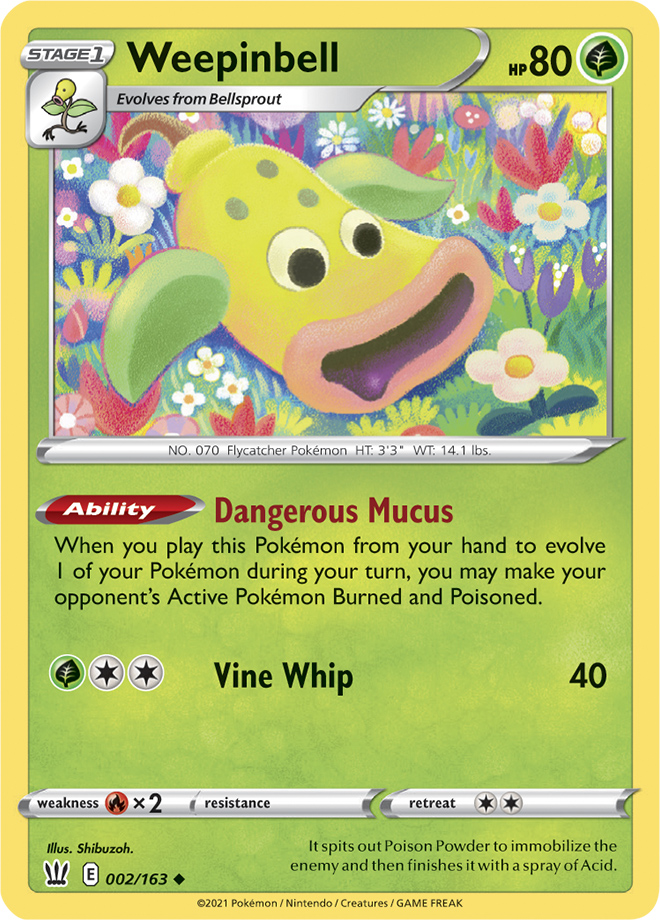 STAGE 1
Weepinbell
HP 80
Evolves from Bellsprout
NO. 070 Flycatcher Pokémon HT: 3'3" WT: 14.1 lbs.
Ability
Dangerous Mucus
When you play this Pokémon from your hand to evolve
1 of your Pokémon during your turn, you may make your
opponent's Active Pokémon Burned and Poisoned.
Vine Whip 40
weakness ×2 resistance retreat
Illus. Shibuzoh.
It spits out Poison Powder to immobilize the
enemy and then finishes it with a spray of Acid.
E 002/163
©2021 Pokémon / Nintendo / Creatures / GAME FREAK